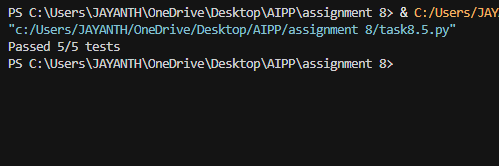 PS C:\Users\JAYANTH\OneDrive\Desktop\AIPP\assignment 8> & C:/Users/JAY
"c:/Users/JAYANTH/OneDrive/Desktop/AIPP/assignment 8/task8.5.py"
Passed 5/5 tests
PS C:\Users\JAYANTH\OneDrive\Desktop\AIPP\assignment 8>